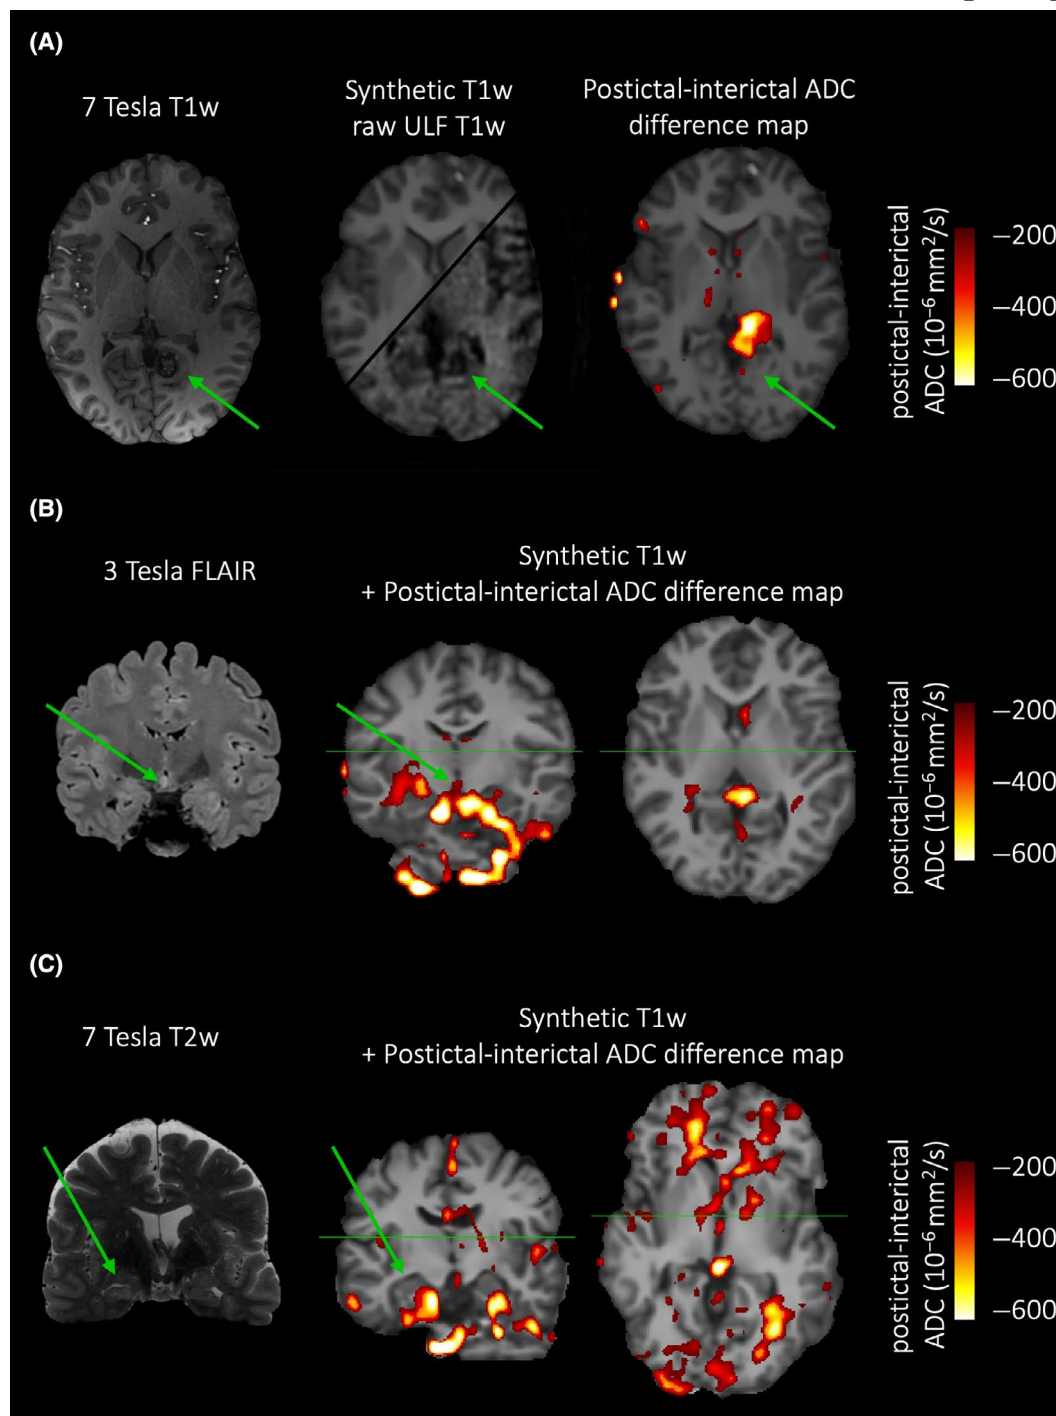 (A)
7 Tesla T1w
Synthetic T1w
raw ULF T1w
Postictal-interictal ADC
difference map
postictal-interictal
ADC (10⁻⁶ mm²/s)
–200
–400
–600
(B)
3 Tesla FLAIR
Synthetic T1w
+ Postictal-interictal ADC difference map
postictal-interictal
ADC (10⁻⁶ mm²/s)
–200
–400
–600
(C)
7 Tesla T2w
Synthetic T1w
+ Postictal-interictal ADC difference map
postictal-interictal
ADC (10⁻⁶ mm²/s)
–200
–400
–600